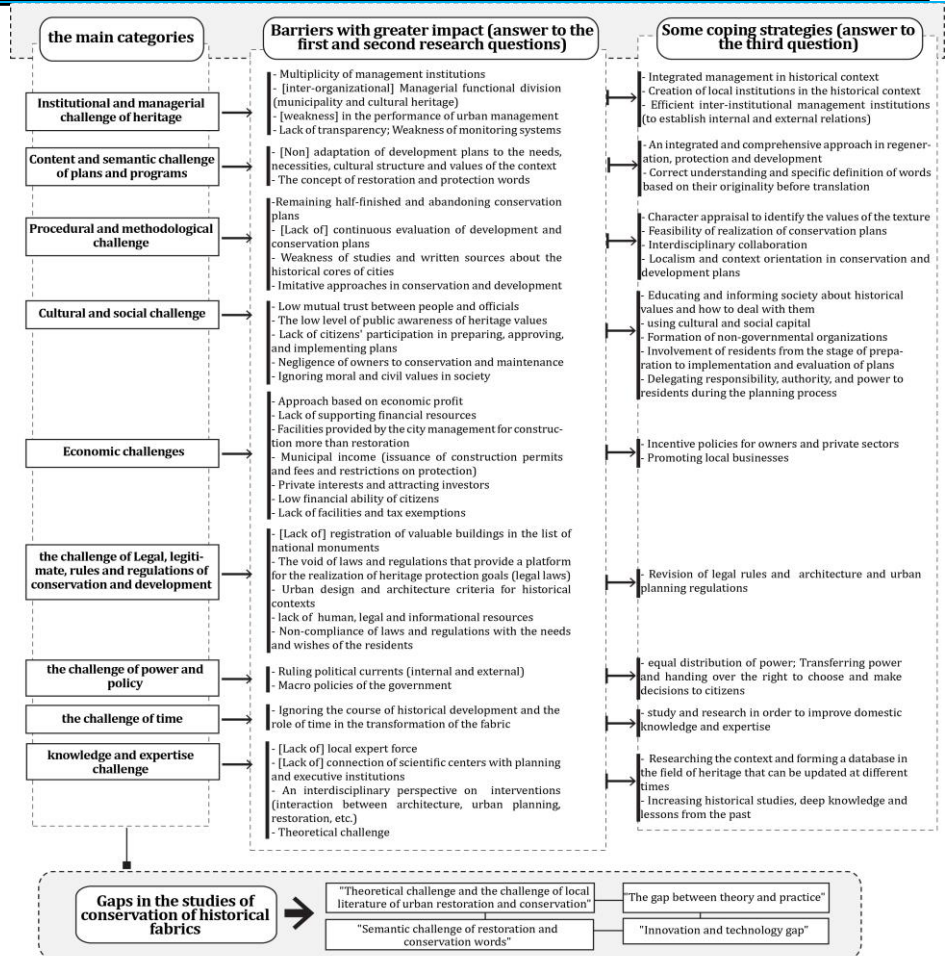 the main categories
Barriers with greater impact (answer to the
first and second research questions)
Some coping strategies (answer to
the third question)
Institutional and managerial
challenge of heritage
- Multiplicity of management institutions
- [inter-organizational] Managerial functional division
(municipality and cultural heritage)
- [weakness] in the performance of urban management
- Lack of transparency; Weakness of monitoring systems
- Integrated management in historical context
- Creation of local institutions in the historical context
- Efficient inter-institutional management institutions
(to establish internal and external relations)
Content and semantic challenge
of plans and programs
- [Non] adaptation of development plans to the needs,
necessities, cultural structure and values of the context
- The concept of restoration and protection words
- An integrated and comprehensive approach in regener-
ation, protection and development
- Correct understanding and specific definition of words
based on their originality before translation
Procedural and methodological
challenge
-Remaining half-finished and abandoning conservation
plans
- [Lack of] continuous evaluation of development and
conservation plans
- Weakness of studies and written sources about the
historical cores of cities
- Imitative approaches in conservation and development
- Character appraisal to identify the values of the texture
- Feasibility of realization of conservation plans
- Interdisciplinary collaboration
- Localism and context orientation in conservation and
development plans
Cultural and social challenge
- Low mutual trust between people and officials
- The low level of public awareness of heritage values
- Lack of citizens' participation in preparing, approving,
and implementing plans
- Negligence of owners to conservation and maintenance
- Ignoring moral and civil values in society
- Educating and informing society about historical
values and how to deal with them
- using cultural and social capital
- Formation of non-governmental organizations
- Involvement of residents from the stage of prepa-
ration to implementation and evaluation of plans
- Delegating responsibility, authority, and power to
residents during the planning process
Economic challenges
- Approach based on economic profit
- Lack of supporting financial resources
- Facilities provided by the city management for construc-
tion more than restoration
- Municipal income (issuance of construction permits
and fees and restrictions on protection)
- Private interests and attracting investors
- Low financial ability of citizens
- Lack of facilities and tax exemptions
- Incentive policies for owners and private sectors
- Promoting local businesses
the challenge of Legal, legiti-
mate, rules and regulations of
conservation and development
- [Lack of] registration of valuable buildings in the list of
national monuments
- The void of laws and regulations that provide a platform
for the realization of heritage protection goals (legal laws)
- Urban design and architecture criteria for historical
contexts
- lack of human, legal and informational resources
- Non-compliance of laws and regulations with the needs
and wishes of the residents
- Revision of legal rules and architecture and urban
planning regulations
the challenge of power and
policy
- Ruling political currents (internal and external)
- Macro policies of the government
- equal distribution of power; Transferring power
and handing over the right to choose and make
decisions to citizens
the challenge of time
- Ignoring the course of historical development and the
role of time in the transformation of the fabric
- study and research in order to improve domestic
knowledge and expertise
knowledge and expertise
challenge
- [Lack of] local expert force
- [Lack of] connection of scientific centers with planning
and executive institutions
- An interdisciplinary perspective on interventions
(interaction between architecture, urban planning,
restoration, etc.)
- Theoretical challenge
- Researching the context and forming a database in
the field of heritage that can be updated at different
times
- Increasing historical studies, deep knowledge and
lessons from the past
Gaps in the studies of
conservation of historical
fabrics
"Theoretical challenge and the challenge of local
literature of urban restoration and conservation"
"The gap between theory and practice"
"Semantic challenge of restoration and
conservation words"
"Innovation and technology gap"